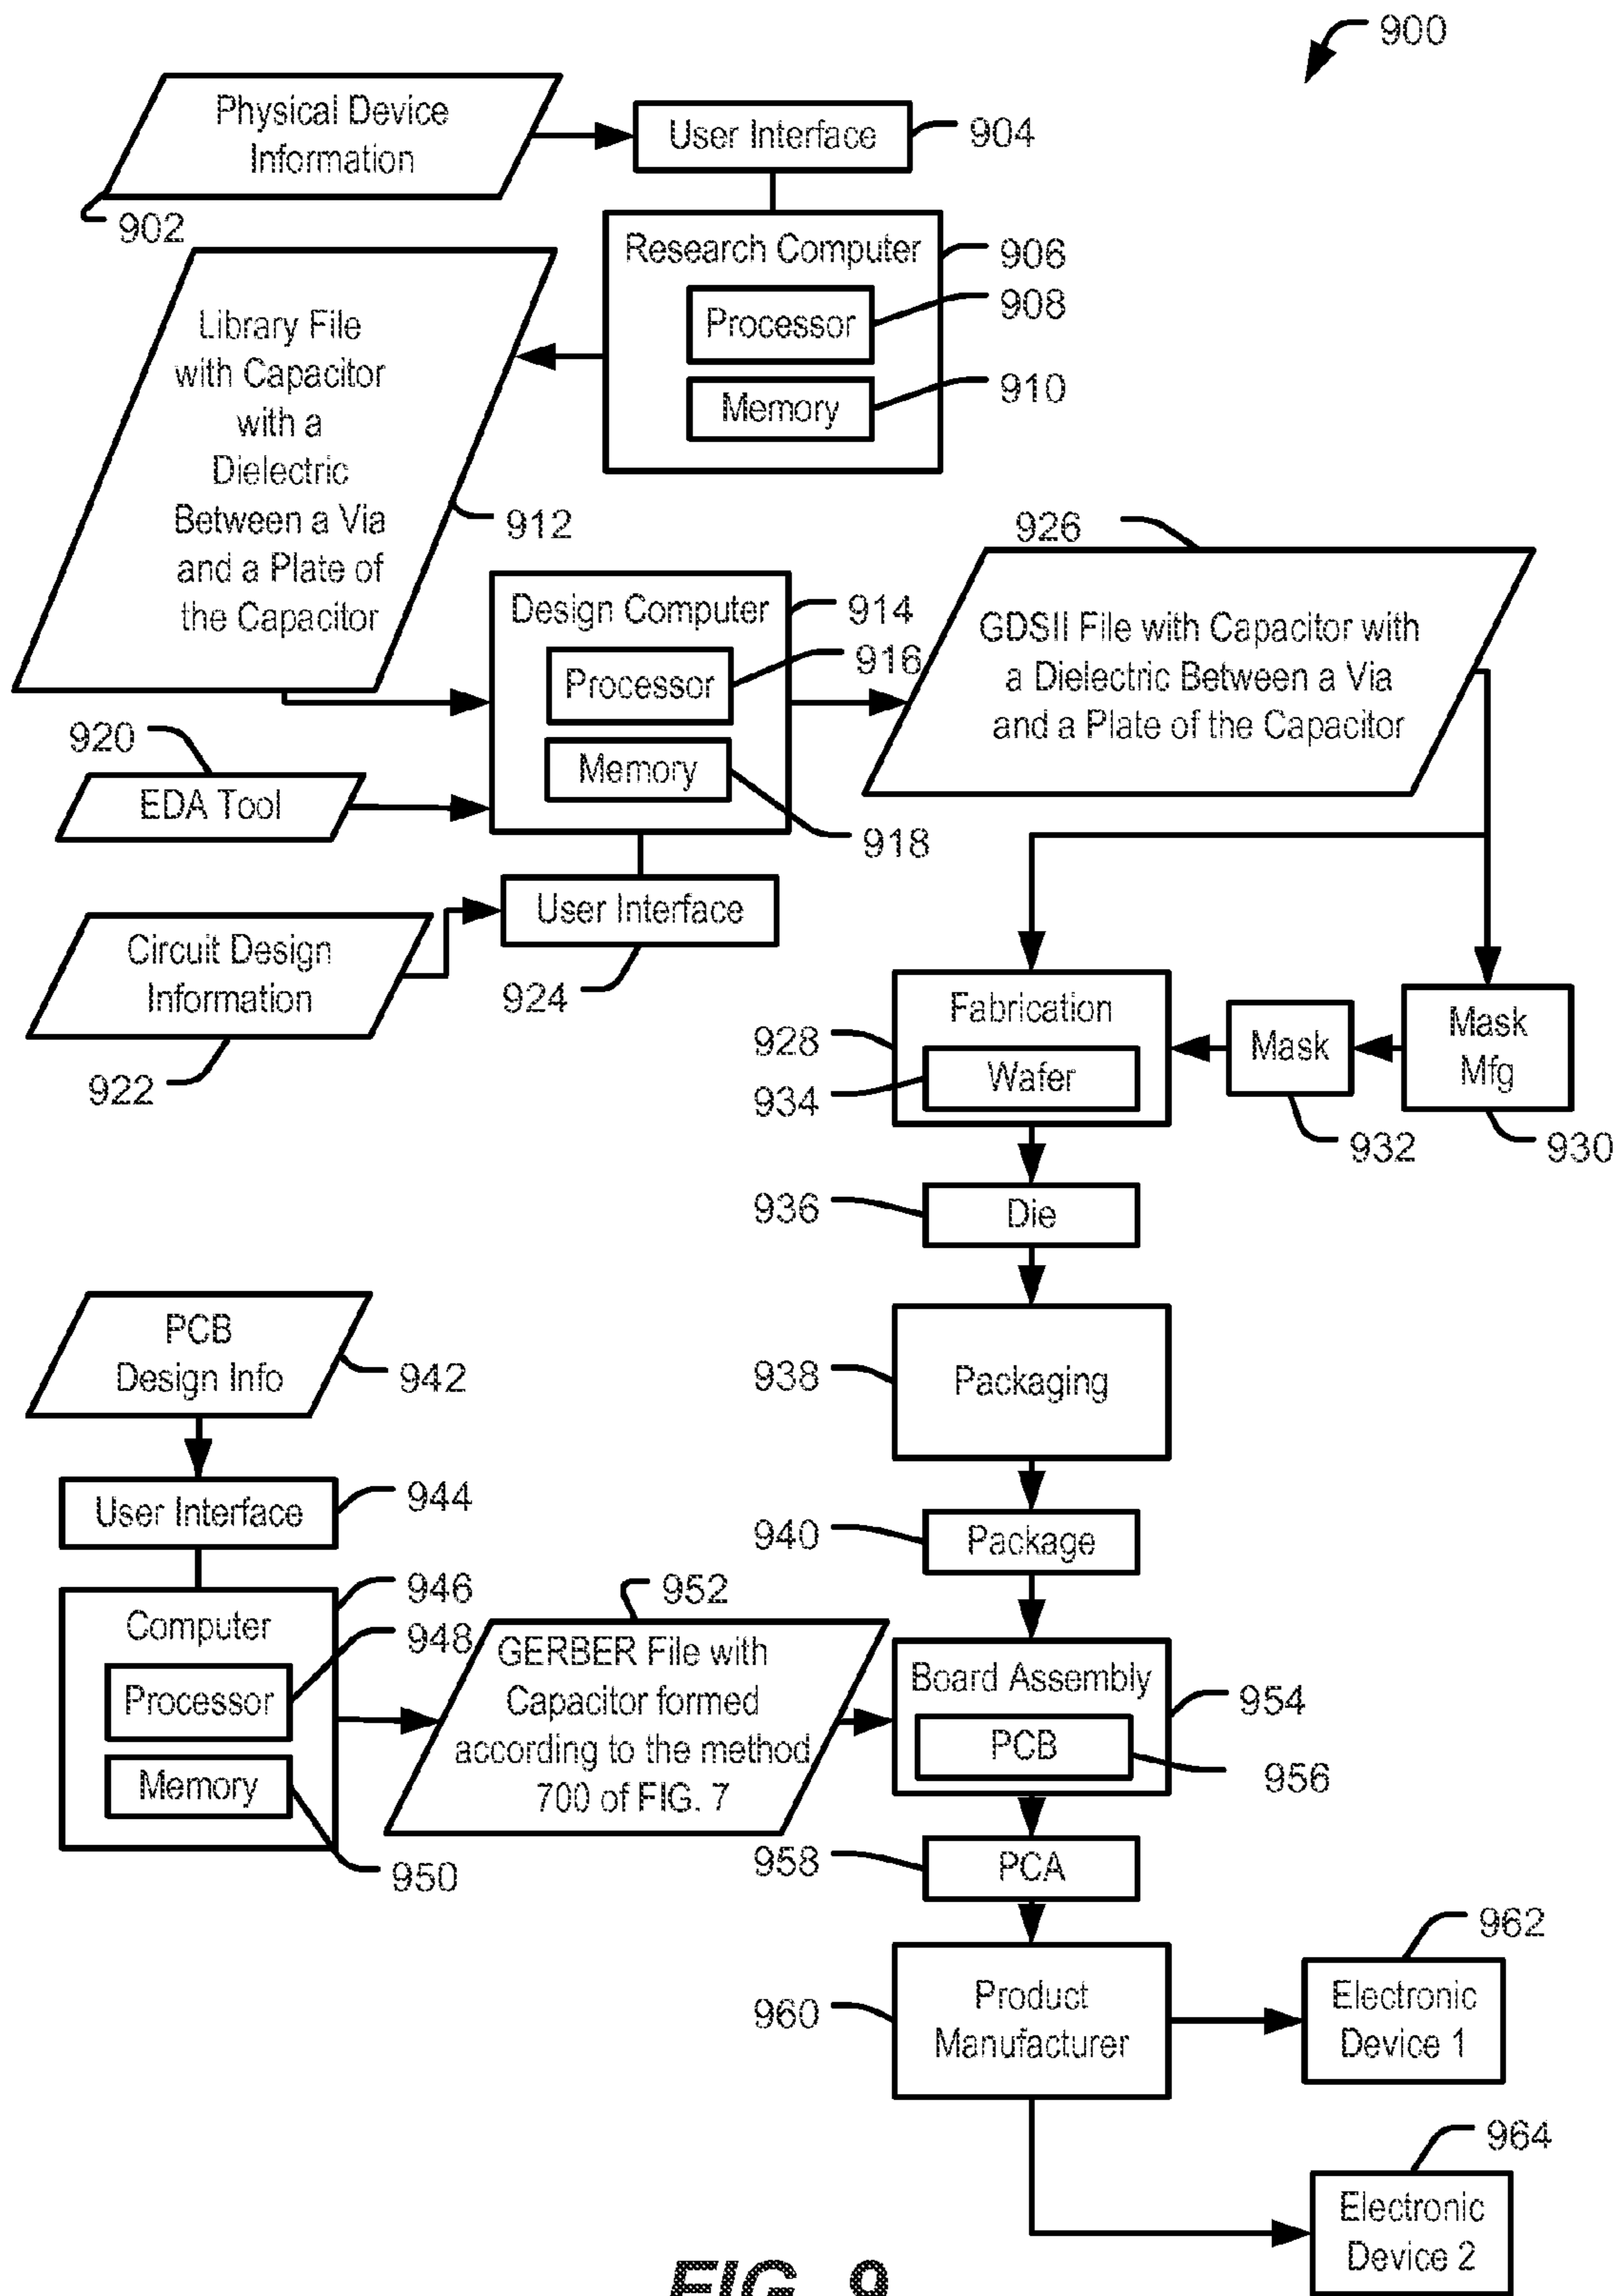 900
Physical Device
Information
902
User Interface
904
Research Computer
906
Processor
908
Memory
910
Library File
with Capacitor
with a
Dielectric
Between a Via
and a Plate of
the Capacitor
912
Design Computer
914
Processor
916
Memory
918
920
EDA Tool
Circuit Design
Information
922
User Interface
924
926
GDSII File with Capacitor with
a Dielectric Between a Via
and a Plate of the Capacitor
Fabrication
928
Wafer
934
Mask
932
Mask
Mfg
930
936
Die
938
Packaging
940
Package
PCB
Design Info
942
User Interface
944
Computer
946
Processor
948
Memory
950
952
GERBER File with
Capacitor formed
according to the method
700 of FIG. 7
Board Assembly
954
PCB
956
958
PCA
960
Product
Manufacturer
962
Electronic
Device 1
964
Electronic
Device 2
FIG. 9